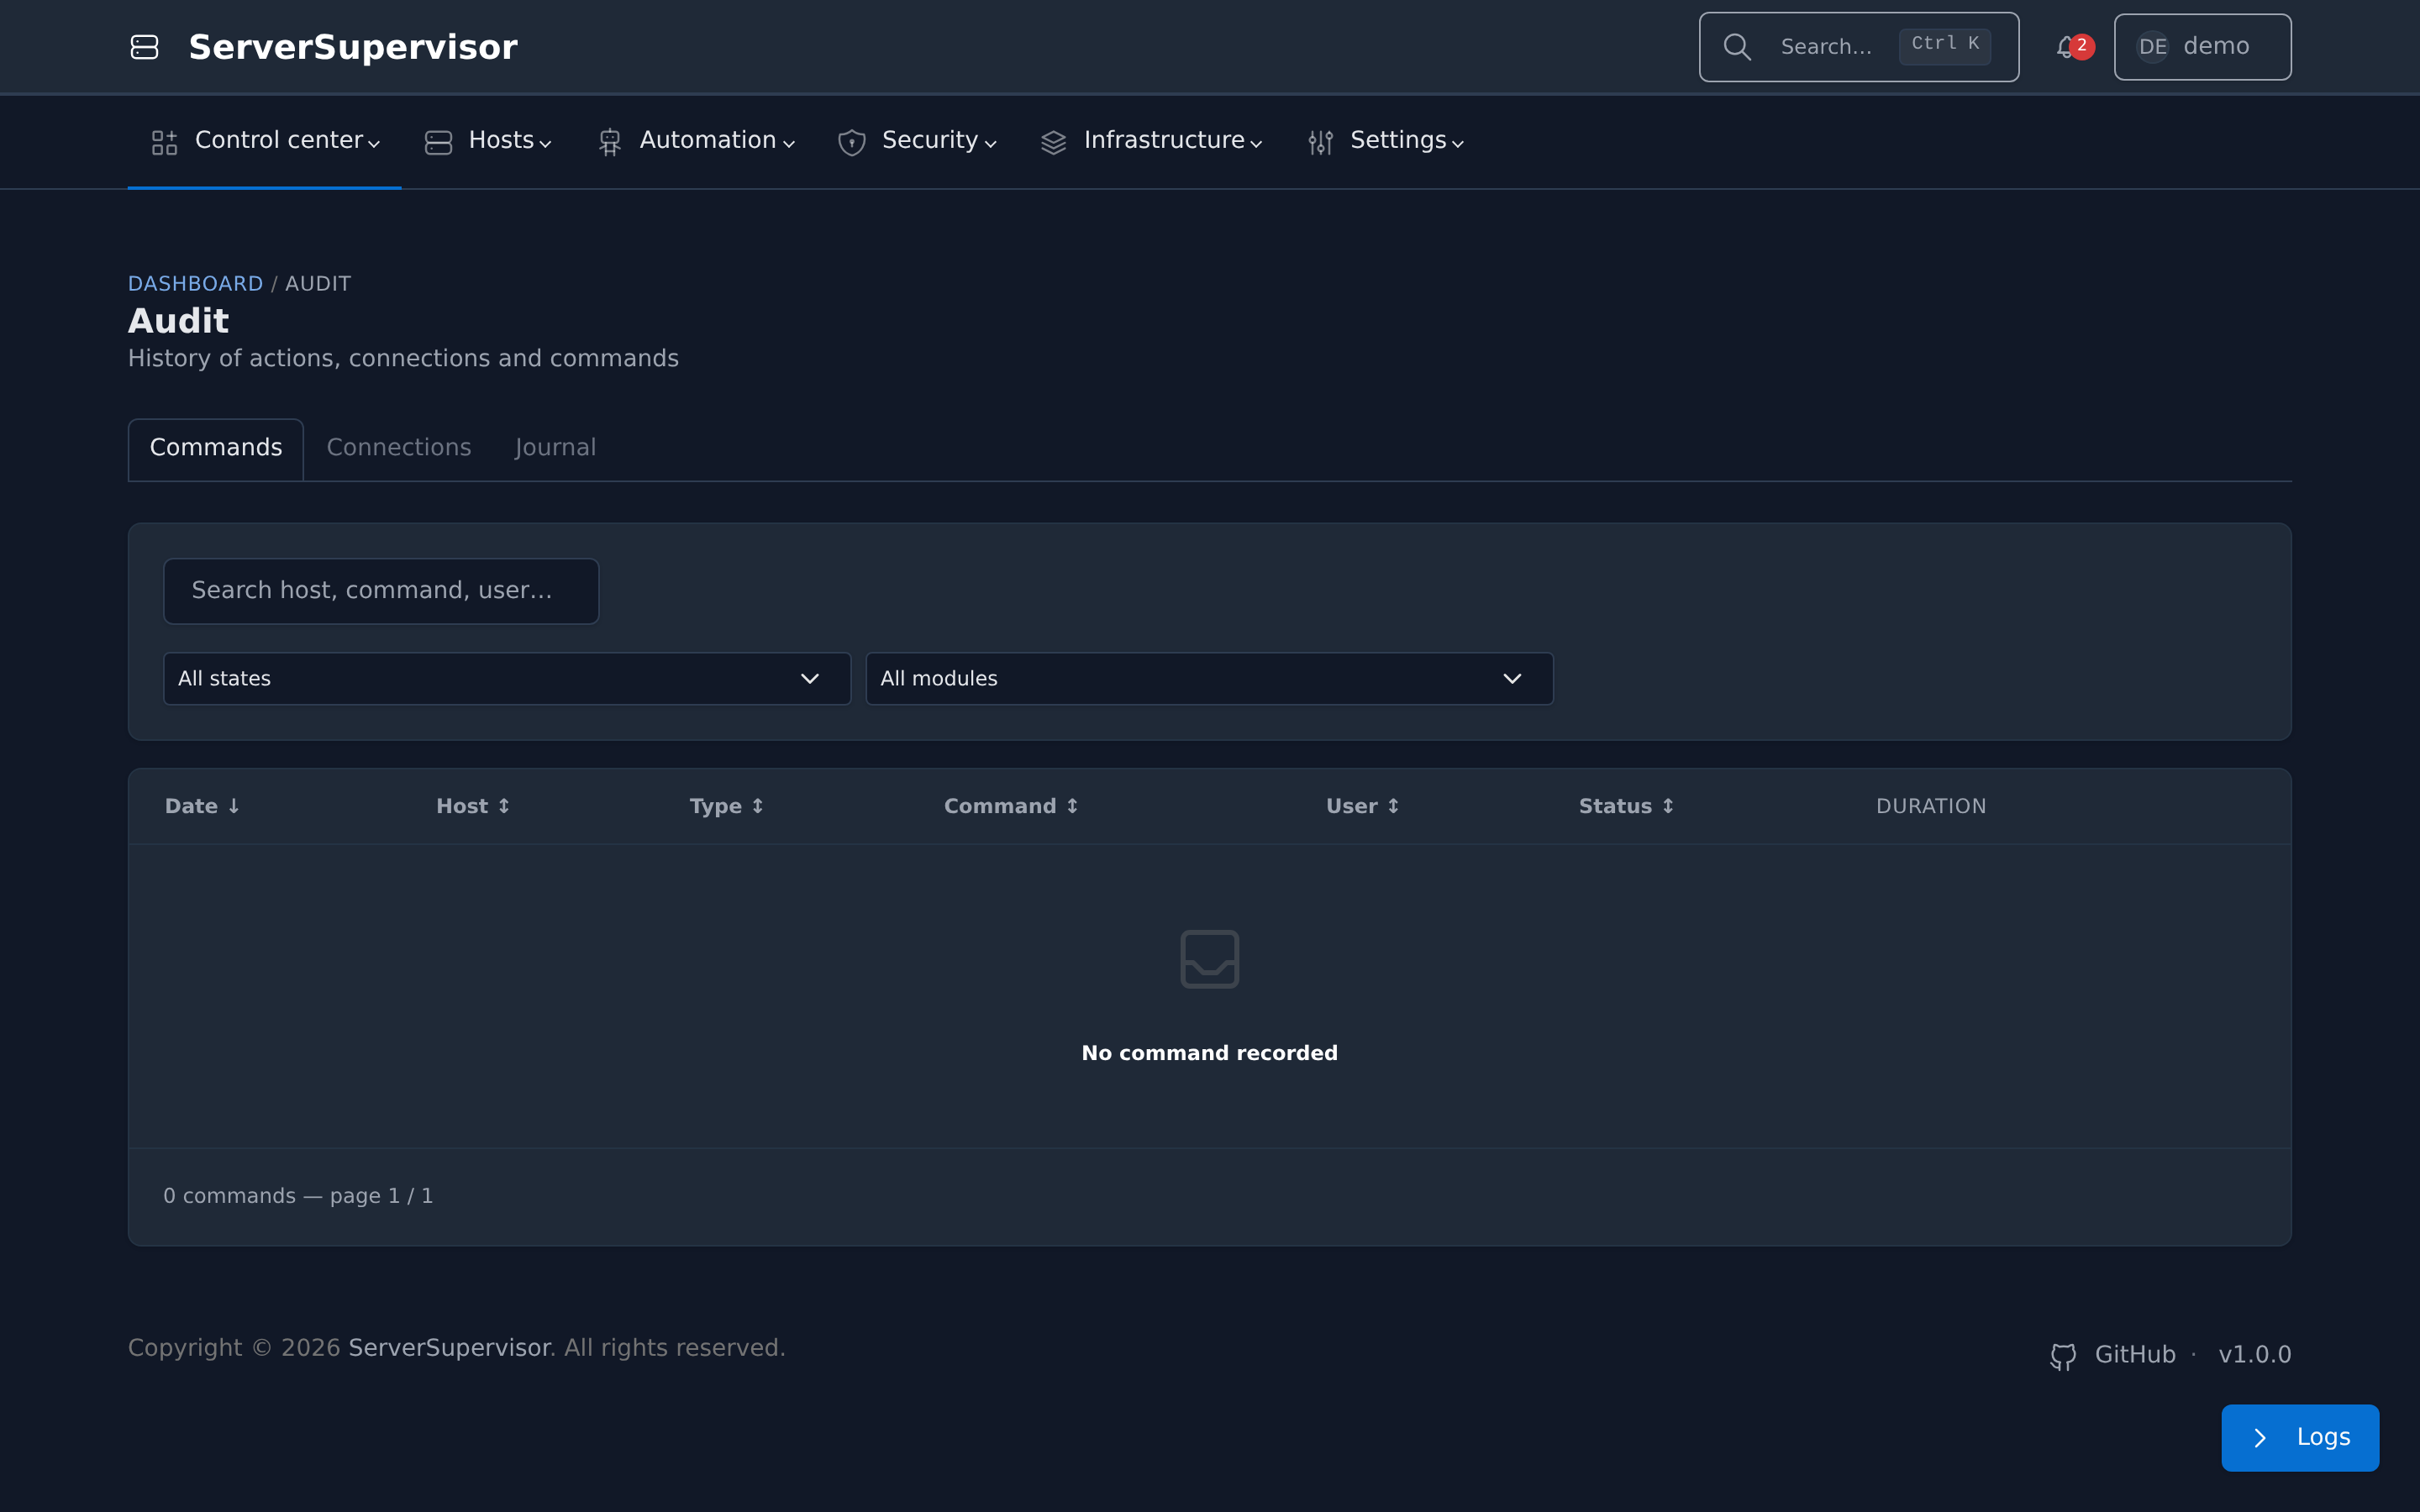 ServerSupervisor
Search... Ctrl K
2
DE demo
Control center Hosts Automation Security Infrastructure Settings
DASHBOARD / AUDIT
Audit
History of actions, connections and commands
Commands Connections Journal
Search host, command, user...
All states All modules
Date ↓ Host ↕ Type ↕ Command ↕ User ↕ Status ↕ DURATION
No command recorded
0 commands — page 1 / 1
Copyright © 2026 ServerSupervisor. All rights reserved.
GitHub · v1.0.0
Logs